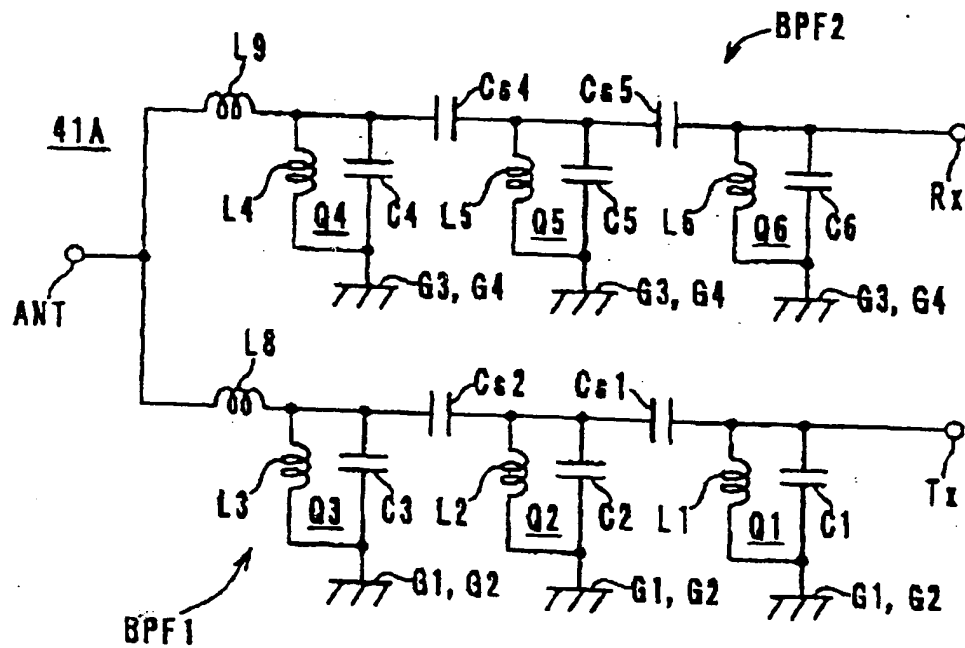 BPF2
L9
Cs4
Cs5
41A
L4
Q4
C4
L5
Q5
C5
L6
Q6
C6
Rx
ANT
G3, G4
G3, G4
G3, G4
L8
Cs2
Cs1
L3
Q3
C3
L2
Q2
C2
L1
Q1
C1
Tx
G1, G2
G1, G2
G1, G2
BPF1